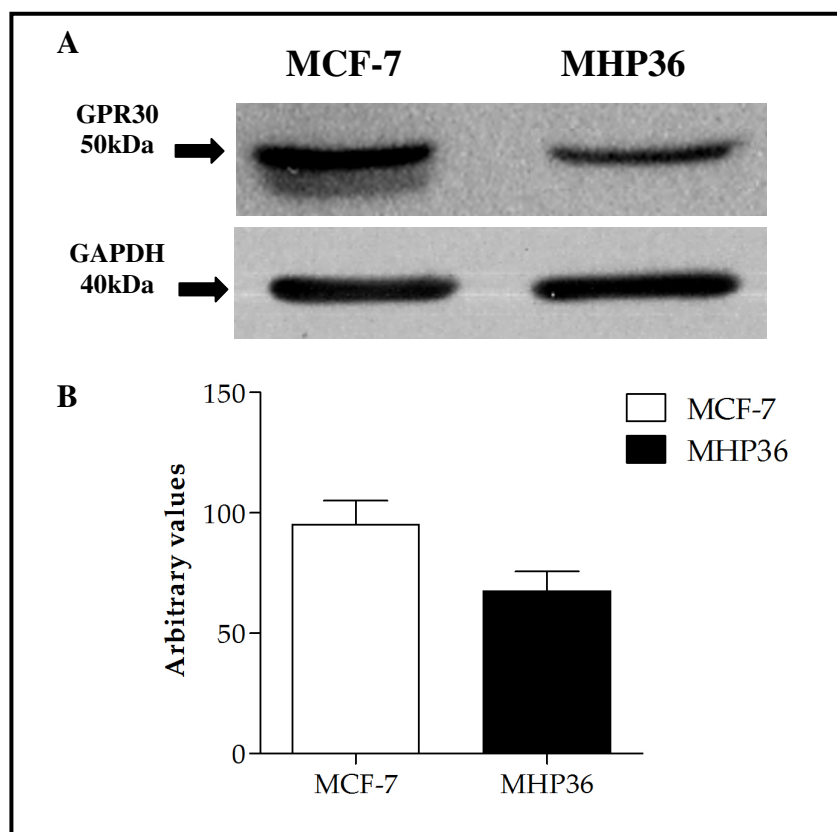 A
MCF-7 MHP36
GPR30
50kDa
GAPDH
40kDa
B
150
100
50
0
Arbitrary values
MCF-7
MHP36
MCF-7 MHP36